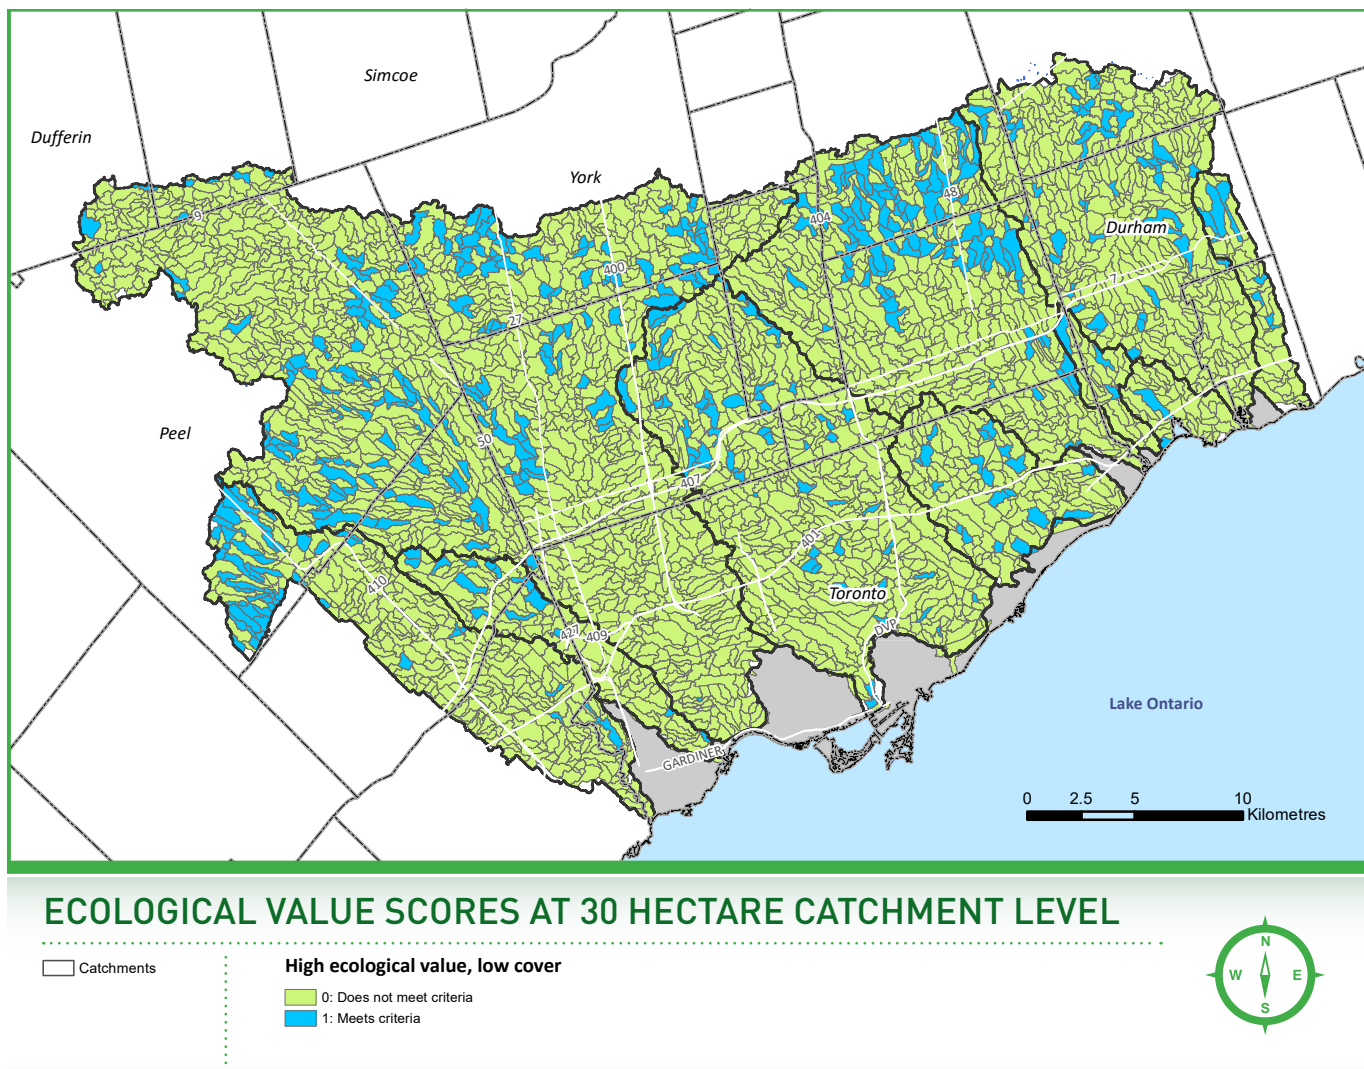 Simcoe
Dufferin
York
9
48
404
Durham
400
7
27
Peel
50
407
401
410
Toronto
DVP
427
409
Lake Ontario
GARDINER
0 2.5 5 10
Kilometres
ECOLOGICAL VALUE SCORES AT 30 HECTARE CATCHMENT LEVEL
Catchments
High ecological value, low cover
0: Does not meet criteria
1: Meets criteria
N
W E
S